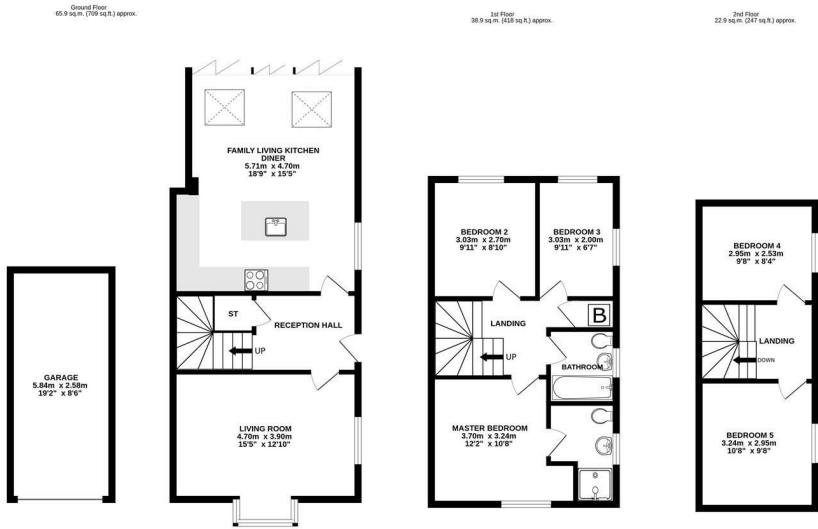 Ground Floor
65.9 sq.m. (709 sq.ft.) approx.
1st Floor
38.9 sq.m. (418 sq.ft.) approx.
2nd Floor
22.9 sq.m. (247 sq.ft.) approx.
FAMILY LIVING KITCHEN
DINER
5.71m x 4.70m
18'9" x 15'5"
ST
RECEPTION HALL
UP
GARAGE
5.84m x 2.58m
19'2" x 8'6"
LIVING ROOM
4.70m x 3.90m
15'5" x 12'10"
BEDROOM 2
3.03m x 2.70m
9'11" x 8'10"
BEDROOM 3
3.03m x 2.00m
9'11" x 6'7"
LANDING
B
UP
BATHROOM
MASTER BEDROOM
3.70m x 3.24m
12'2" x 10'8"
BEDROOM 4
2.95m x 2.53m
9'8" x 8'4"
LANDING
DOWN
BEDROOM 5
3.24m x 2.95m
10'8" x 9'8"